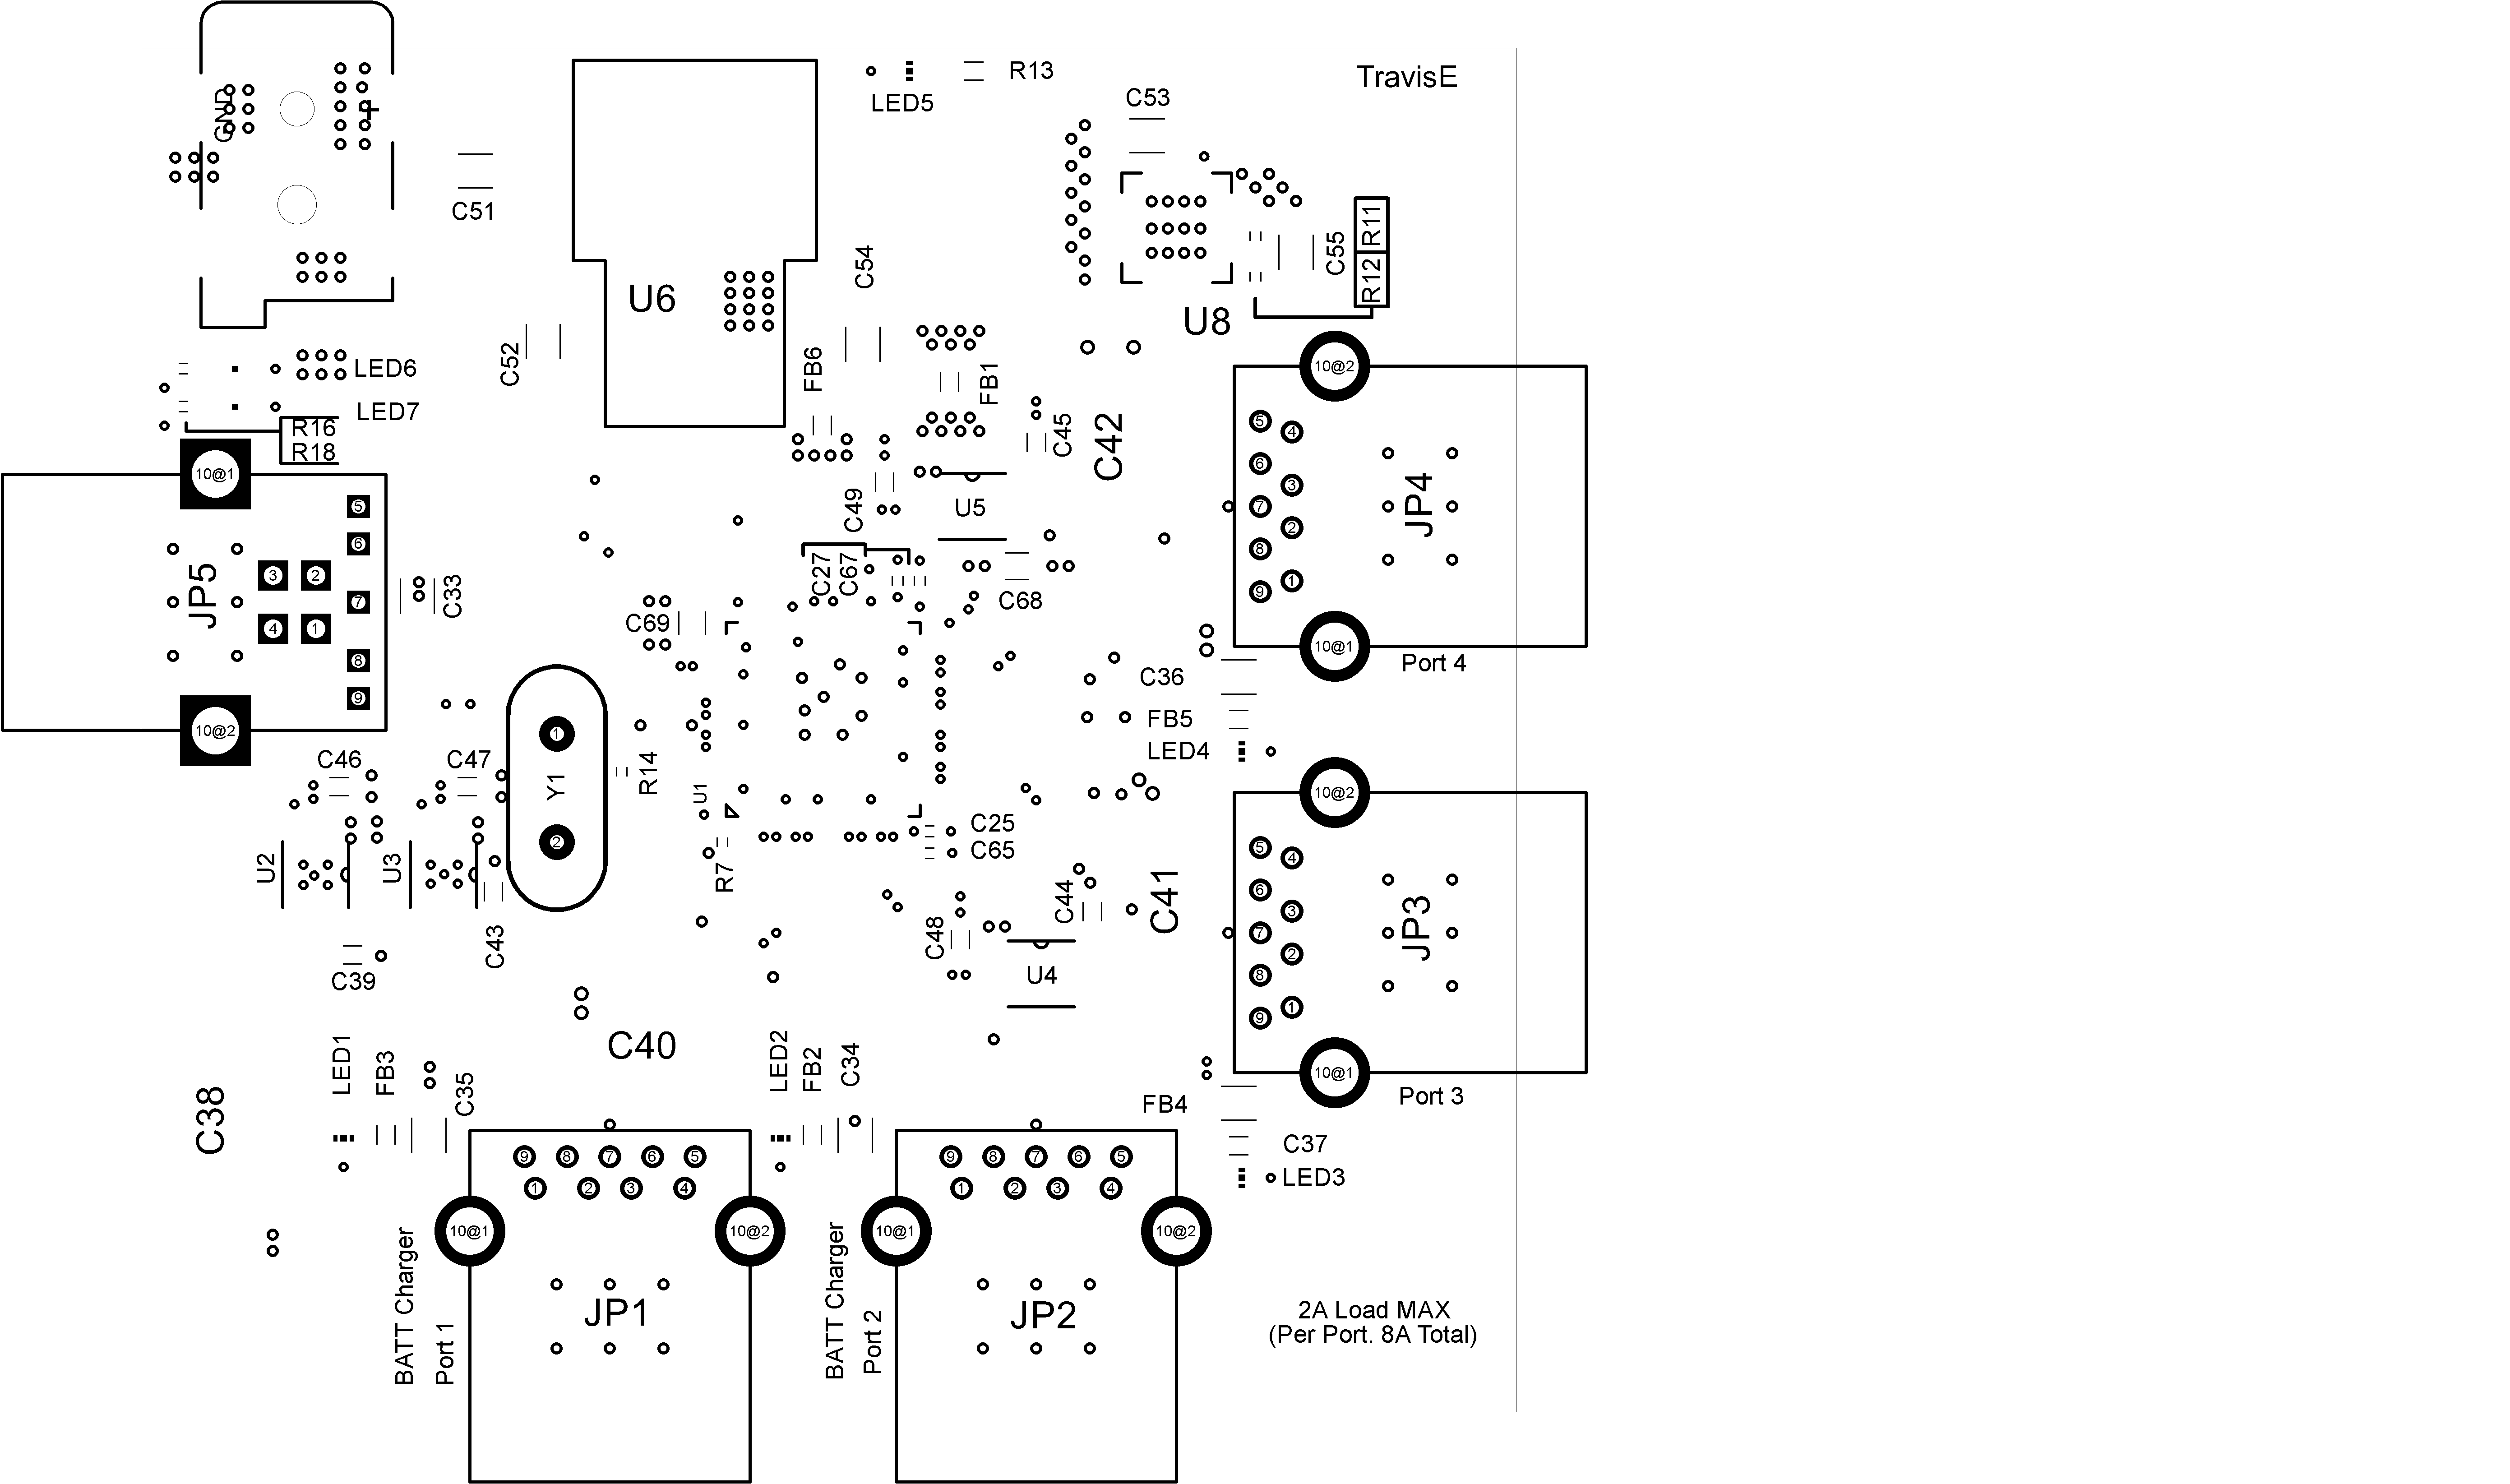 R13
TravisE
LED5
C53
GND
+
C51
R11
R12
C55
C54
U6
U8
C52
FB6
FB1
LED6
LED7
R16
R18
C45
C42
10@2
5
4
6
3
7
2
8
9
1
JP4
10@1
Port 4
10@1
5
6
3
2
7
4
1
8
9
JP5
10@2
C33
C49
U5
C27
C67
C68
C69
C36
FB5
LED4
C46
C47
1
Y1
2
R14
U1
R7
C25
C65
U2
U3
C43
C39
C44
C41
C48
U4
10@2
5
4
6
3
7
2
8
9
1
JP3
10@1
Port 3
C40
C38
LED1
FB3
C35
LED2
FB2
C34
FB4
C37
LED3
9
8
7
6
5
1
2
3
4
10@1
10@2
JP1
BATT Charger
Port 1
9
8
7
6
5
1
2
3
4
10@1
10@2
JP2
BATT Charger
Port 2
2A Load MAX
(Per Port. 8A Total)